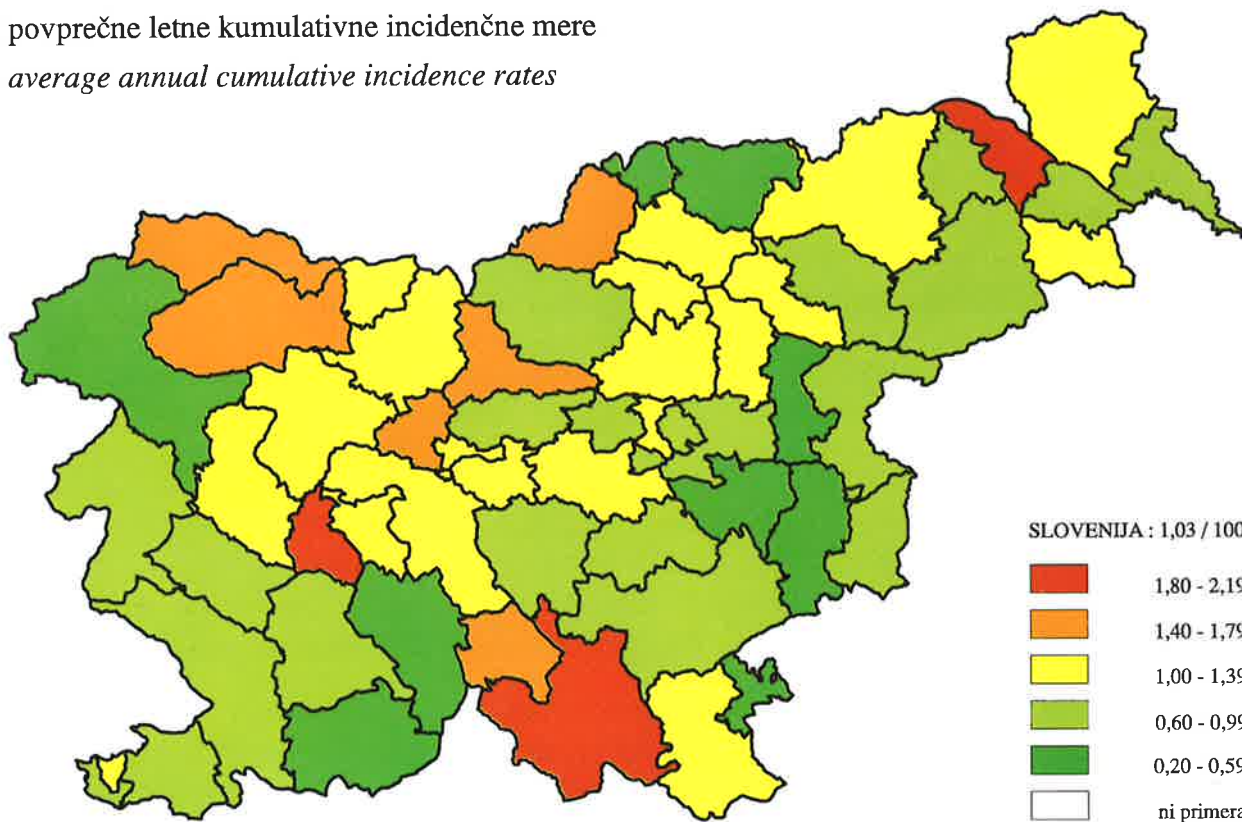 povprečne letne kumulativne incidenčne mere
average annual cumulative incidence rates
SLOVENIJA : 1,03 / 100
1,80 - 2,19
1,40 - 1,79
1,00 - 1,39
0,60 - 0,99
0,20 - 0,59
ni primera